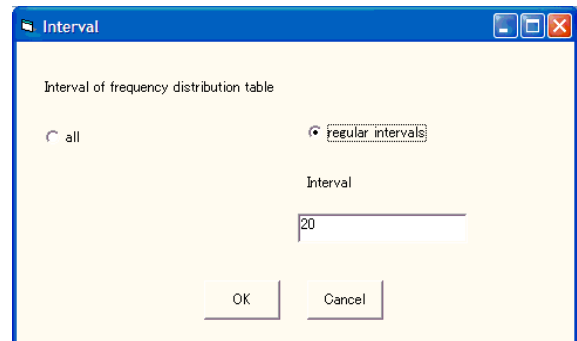 Interval
Interval of frequency distribution table
all
regular intervals
Interval
20
OK Cancel